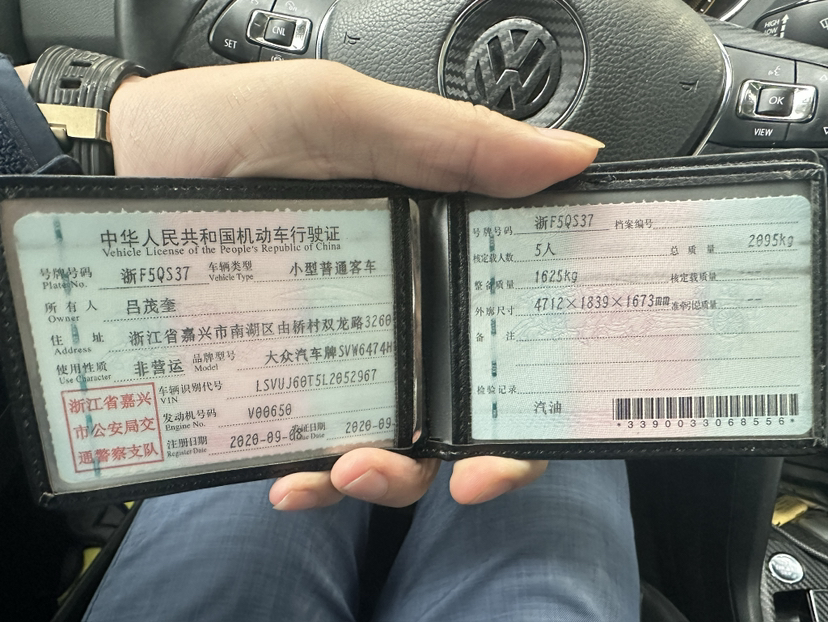 SET
CNL
HIGH
LOW
OK
VIEW
中华人民共和国机动车行驶证
Vehicle License of the People's Republic of China
号牌号码 浙F5QS37 车辆类型 小型普通客车
Plate No. Vehicle Type
所有人 吕茂奎
Owner
住址 浙江省嘉兴市南湖区由桥村双龙路3260
Address
使用性质 非营运 品牌型号 大众汽车牌SVW6474H
Use Character Model
浙江省嘉兴
市公安局交
通警察支队
车辆识别代号 LSVUJ60T5L2052967
VIN
发动机号码 V00650
Engine No.
注册日期 2020-09-08 发证日期 2020-09-
Register Date Issue Date
号牌号码 浙F5QS37 档案编号
核定载人数 5人 总质量 2095kg
整备质量 1625kg 核定载质量 --
外廓尺寸 4712×1839×1673mm 准牵引总质量 --
备注
检验记录
汽油
*3390033068556*